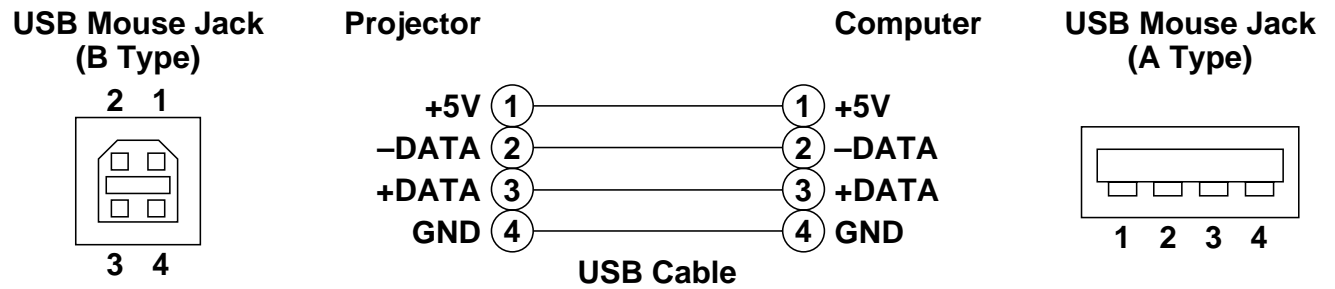 USB Mouse Jack
(B Type)
2 1
3 4
Projector
Computer
+5V 1 1 +5V
–DATA 2 2 –DATA
+DATA 3 3 +DATA
GND 4 4 GND
USB Cable
USB Mouse Jack
(A Type)
1 2 3 4